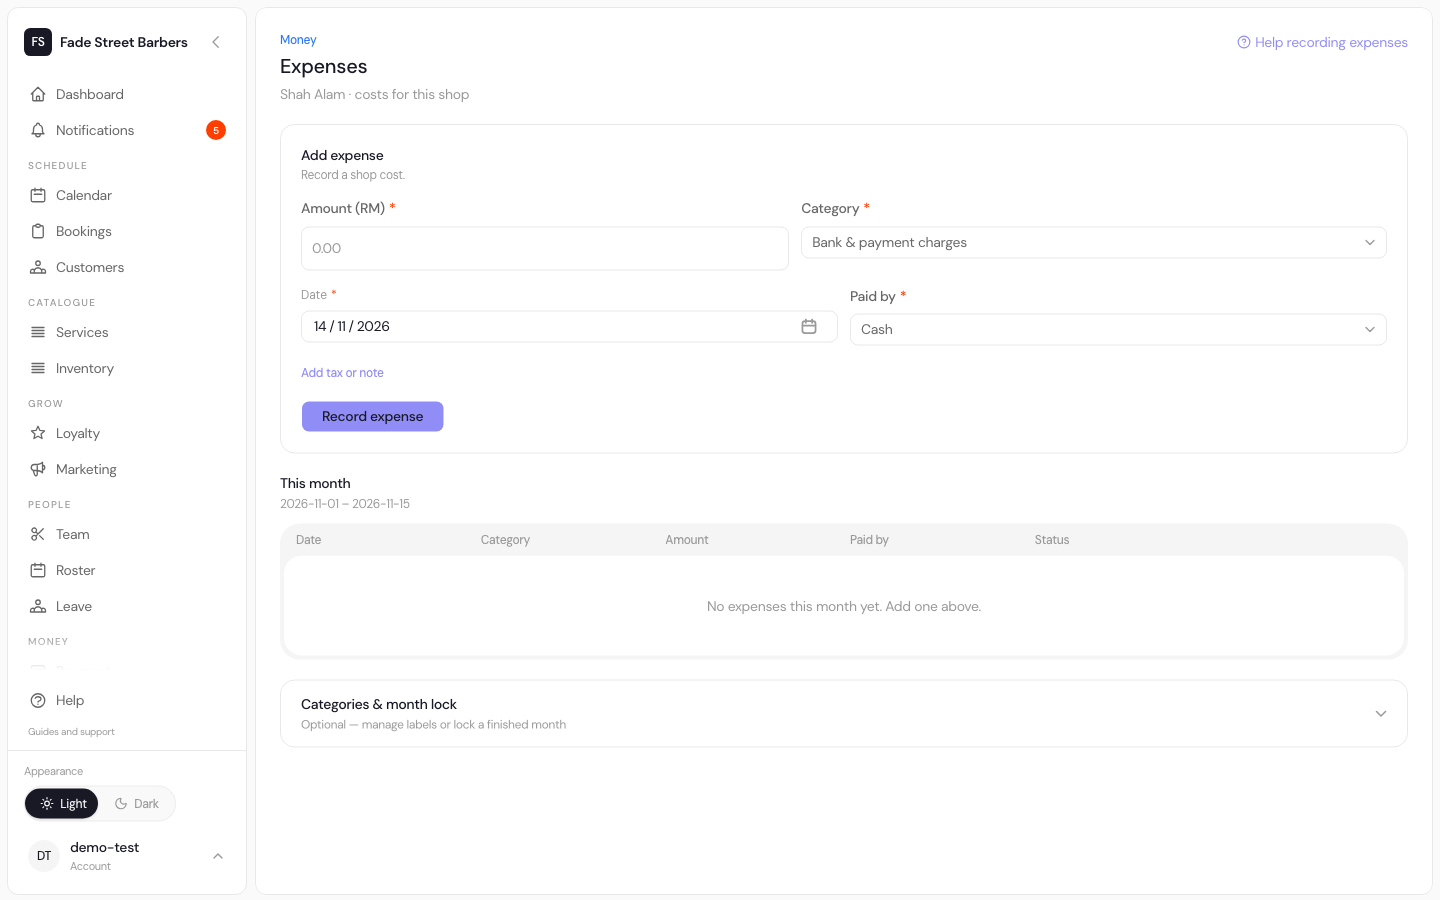 FS
Fade Street Barbers
Dashboard
Notifications
5
SCHEDULE
Calendar
Bookings
Customers
CATALOGUE
Services
Inventory
GROW
Loyalty
Marketing
PEOPLE
Team
Roster
Leave
MONEY
Help
Guides and support
Appearance
Light
Dark
DT
demo-test
Account
Money
Help recording expenses
Expenses
Shah Alam · costs for this shop
Add expense
Record a shop cost.
Amount (RM) *
Category *
0.00
Bank & payment charges
Date *
Paid by *
14 / 11 / 2026
Cash
Add tax or note
Record expense
This month
2026-11-01 – 2026-11-15
Date Category Amount Paid by Status
No expenses this month yet. Add one above.
Categories & month lock
Optional — manage labels or lock a finished month